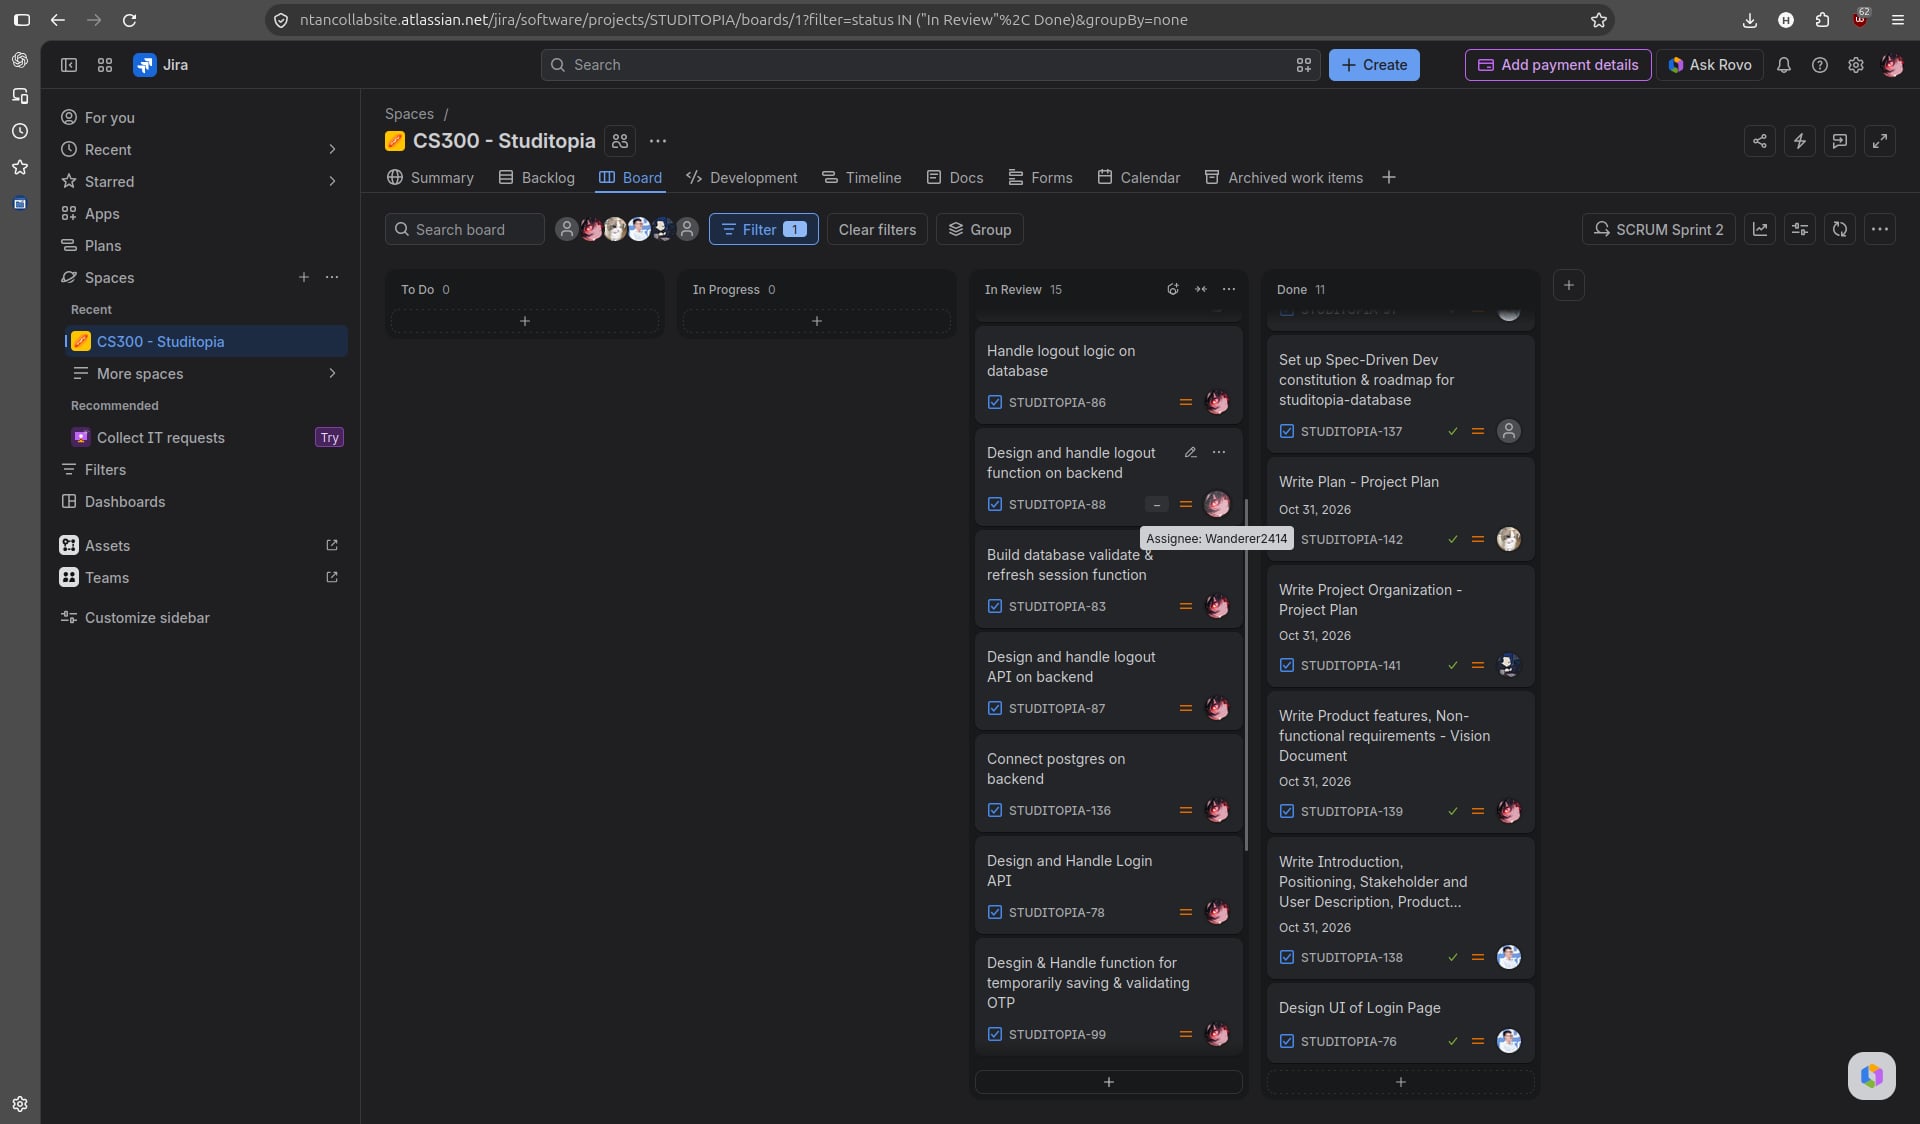 ntancollabsite.atlassian.net/jira/software/projects/STUDITOPIA/boards/1?filter=status IN ("In Review"%2C Done)&groupBy=none
H
62
Jira
Search
Create
Add payment details
Ask Rovo
For you
Recent
Starred
Apps
Plans
Spaces
Recent
CS300 - Studitopia
More spaces
Recommended
Collect IT requests
Try
Filters
Dashboards
Assets
Teams
Customize sidebar
Spaces /
CS300 - Studitopia
Summary
Backlog
Board
Development
Timeline
Docs
Forms
Calendar
Archived work items
Search board
Filter 1
Clear filters
Group
SCRUM Sprint 2
To Do 0
In Progress 0
In Review 15
Handle logout logic on
database
STUDITOPIA-86
Design and handle logout
function on backend
STUDITOPIA-88
Assignee: Wanderer2414
Build database validate &
refresh session function
STUDITOPIA-83
Design and handle logout
API on backend
STUDITOPIA-87
Connect postgres on
backend
STUDITOPIA-136
Design and Handle Login
API
STUDITOPIA-78
Desgin & Handle function for
temporarily saving & validating
OTP
STUDITOPIA-99
Done 11
Set up Spec-Driven Dev
constitution & roadmap for
studitopia-database
STUDITOPIA-137
Write Plan - Project Plan
Oct 31, 2026
STUDITOPIA-142
Write Project Organization -
Project Plan
Oct 31, 2026
STUDITOPIA-141
Write Product features, Non-
functional requirements - Vision
Document
Oct 31, 2026
STUDITOPIA-139
Write Introduction,
Positioning, Stakeholder and
User Description, Product...
Oct 31, 2026
STUDITOPIA-138
Design UI of Login Page
STUDITOPIA-76